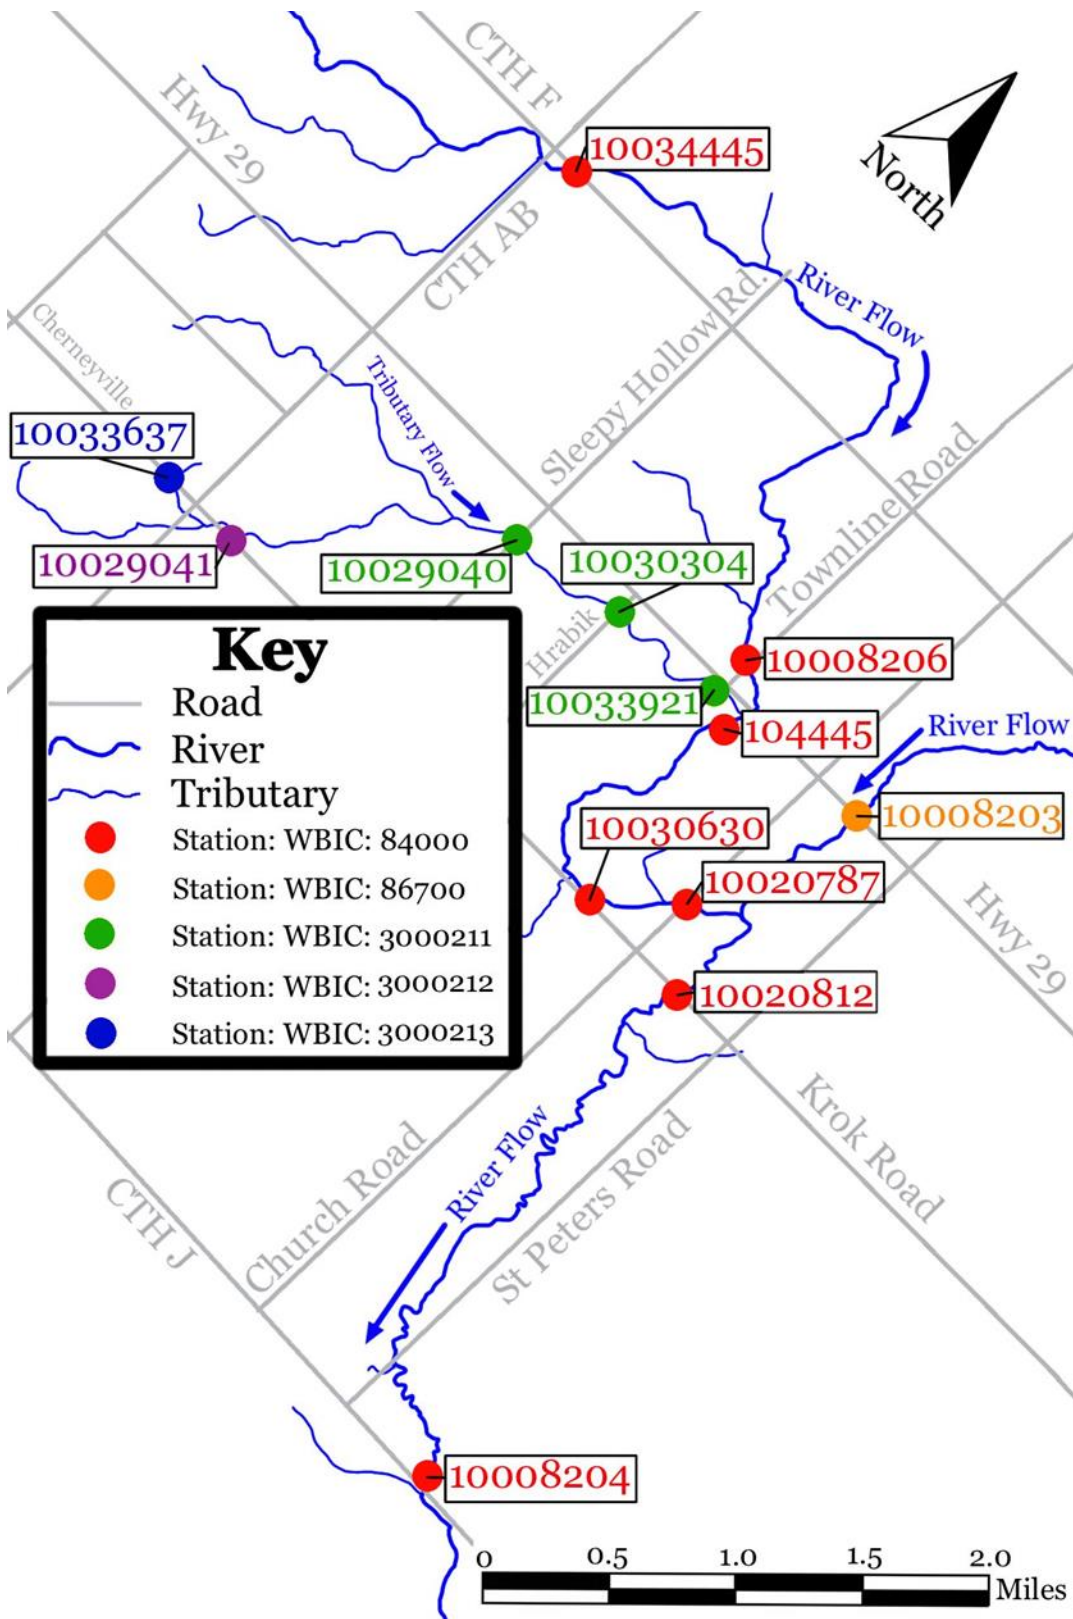 CTH F
Hwy 29
10034445
North
CTH AB
River Flow
Sleepy Hollow Rd.
Cherneyville
Tributary Flow
10033637
Townline Road
10029041
10029040
10030304
Hrabik
10008206
10033921
104445
River Flow
10008203
10030630
10020787
Hwy 29
10020812
Key
Road
River
Tributary
Station: WBIC: 84000
Station: WBIC: 86700
Station: WBIC: 3000211
Station: WBIC: 3000212
Station: WBIC: 3000213
Krok Road
River Flow
Church Road
St Peters Road
CTH J
10008204
0 0.5 1.0 1.5 2.0
Miles